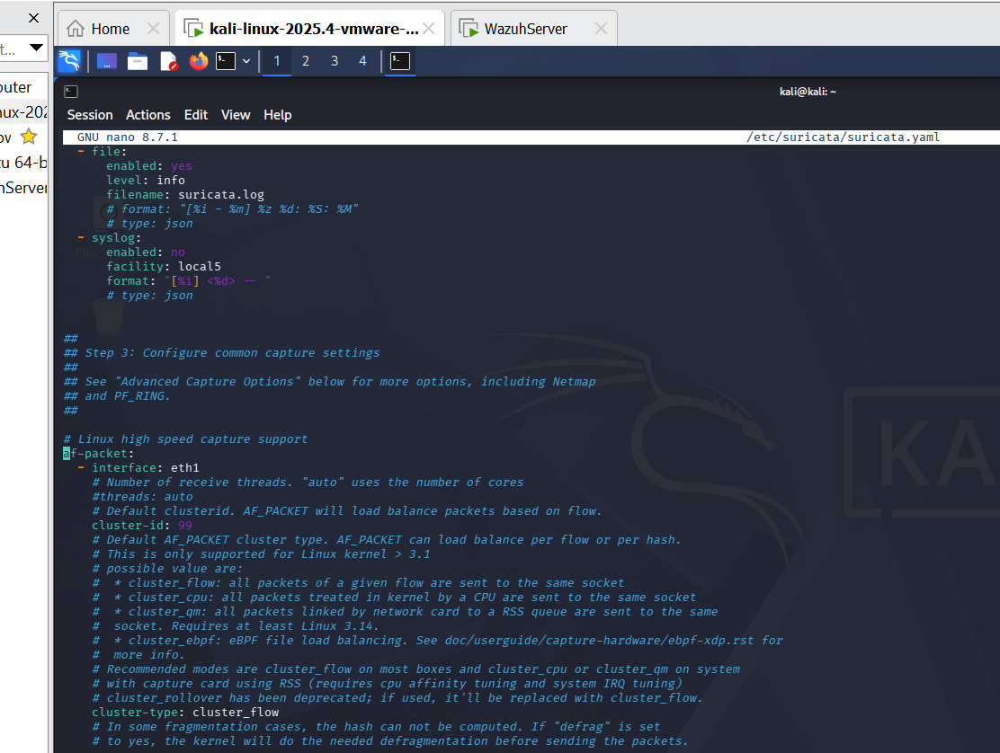 Home
kali-linux-2025.4-vmware-...
WazuhServer
t...
1 2 3 4
outer
nux-202
ov
tu 64-b
hServer
kali@kali: ~
Session Actions Edit View Help
GNU nano 8.7.1 /etc/suricata/suricata.yaml
- file:
enabled: yes
level: info
filename: suricata.log
# format: "[%i - %m] %z %d: %S: %M"
# type: json
- syslog:
enabled: no
facility: local5
format: "[%i] <%d> -- "
# type: json
##
## Step 3: Configure common capture settings
##
## See "Advanced Capture Options" below for more options, including Netmap
## and PF_RING.
##
# Linux high speed capture support
af-packet:
- interface: eth1
# Number of receive threads. "auto" uses the number of cores
#threads: auto
# Default clusterid. AF_PACKET will load balance packets based on flow.
cluster-id: 99
# Default AF_PACKET cluster type. AF_PACKET can load balance per flow or per hash.
# This is only supported for Linux kernel > 3.1
# possible value are:
# * cluster_flow: all packets of a given flow are sent to the same socket
# * cluster_cpu: all packets treated in kernel by a CPU are sent to the same socket
# * cluster_qm: all packets linked by network card to a RSS queue are sent to the same
# socket. Requires at least Linux 3.14.
# * cluster_ebpf: eBPF file load balancing. See doc/userguide/capture-hardware/ebpf-xdp.rst for
# more info.
# Recommended modes are cluster_flow on most boxes and cluster_cpu or cluster_qm on system
# with capture card using RSS (requires cpu affinity tuning and system IRQ tuning)
# cluster_rollover has been deprecated; if used, it'll be replaced with cluster_flow.
cluster-type: cluster_flow
# In some fragmentation cases, the hash can not be computed. If "defrag" is set
# to yes, the kernel will do the needed defragmentation before sending the packets.
KA